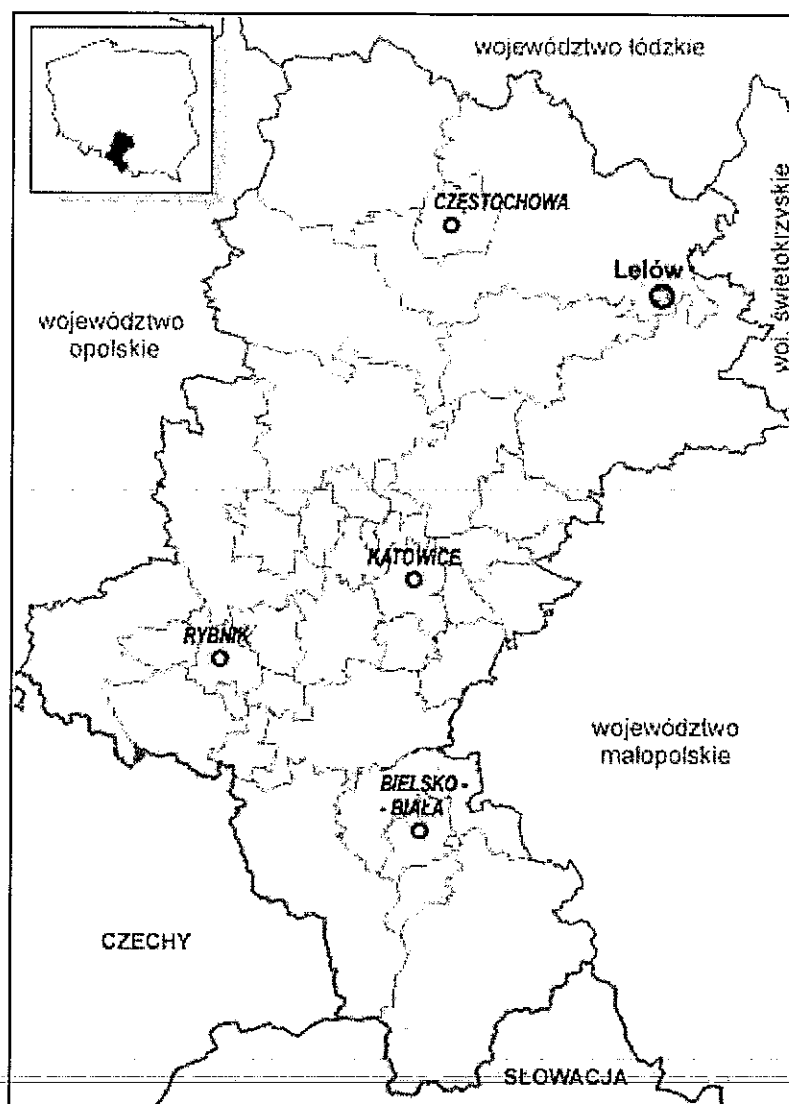 województwo łódzkie
CZĘSTOCHOWA
Lelów
woj. świętokrzyskie
województwo
opolskie
KATOWICE
RYBNIK
województwo
małopolskie
BIELSKO -
- BIAŁA
CZECHY
SŁOWACJA